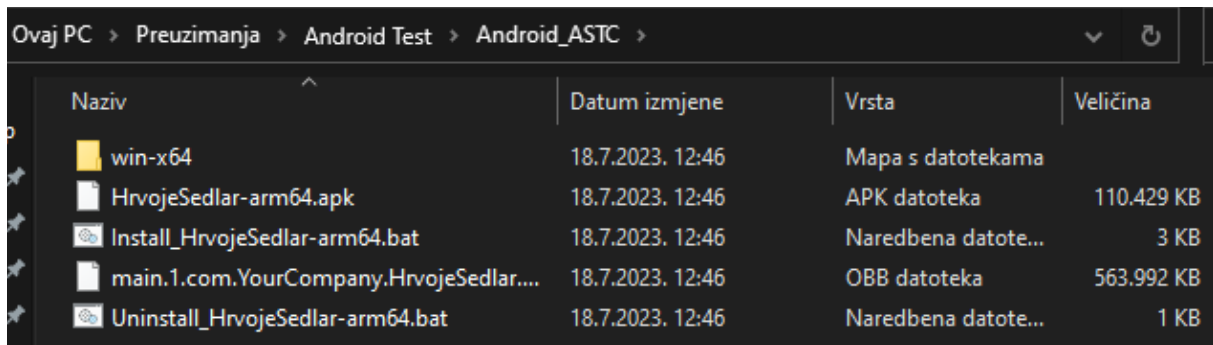 Ovaj PC > Preuzimanja > Android Test > Android_ASTC >
Naziv Datum izmjene Vrsta Veličina
win-x64 18.7.2023. 12:46 Mapa s datotekama
HrvojeSedlar-arm64.apk 18.7.2023. 12:46 APK datoteka 110.429 KB
Install_HrvojeSedlar-arm64.bat 18.7.2023. 12:46 Naredbena datote... 3 KB
main.1.com.YourCompany.HrvojeSedlar.... 18.7.2023. 12:46 OBB datoteka 563.992 KB
Uninstall_HrvojeSedlar-arm64.bat 18.7.2023. 12:46 Naredbena datote... 1 KB